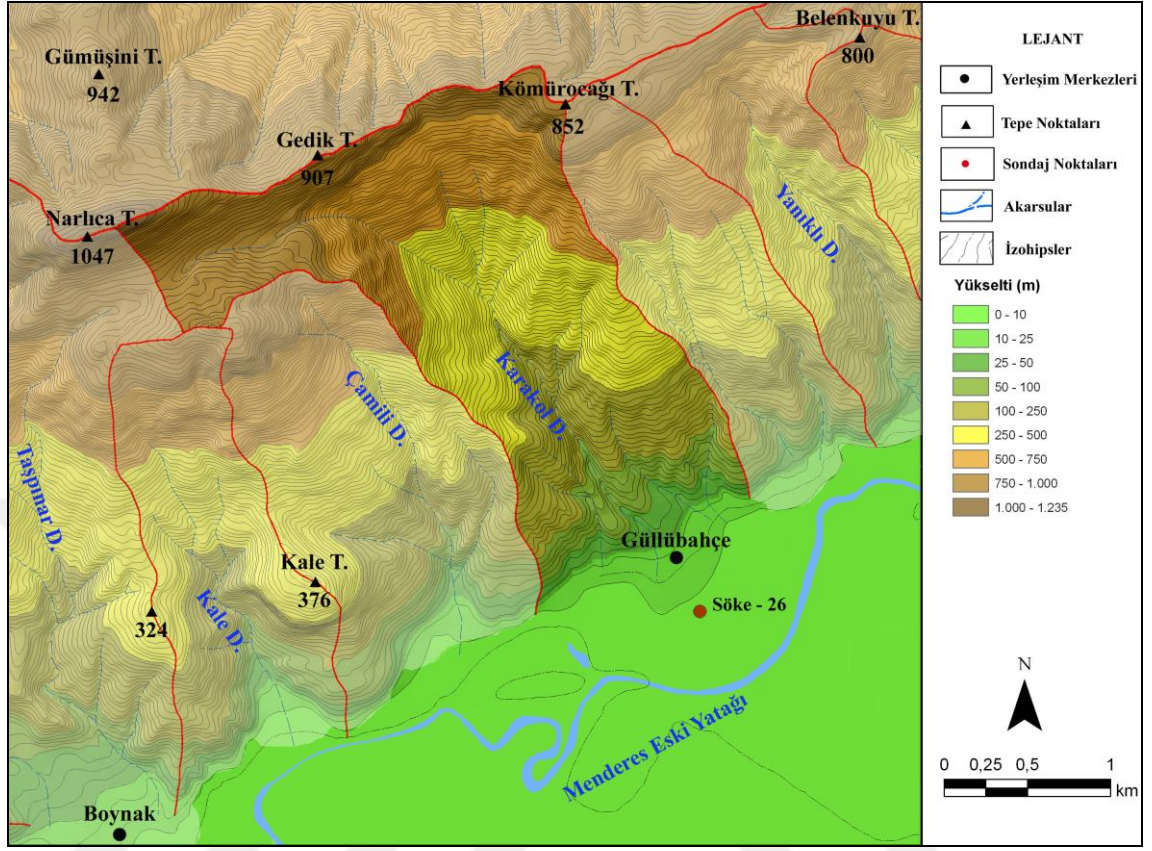 Belenkuyu T.
800
Gümüşini T.
942
Kömürocağı T.
852
Gedik T.
907
Narlıca T.
1047
Yanıklı D.
Karakol D.
Çamili D.
Taşpınar D.
Kale D.
Kale T.
376
324
Güllübahçe
Söke - 26
Menderes Eski Yatağı
Boynak
LEJANT
Yerleşim Merkezleri
Tepe Noktaları
Sondaj Noktaları
Akarsular
İzohipsler
Yükselti (m)
0 - 10
10 - 25
25 - 50
50 - 100
100 - 250
250 - 500
500 - 750
750 - 1.000
1.000 - 1.235
N
0 0,25 0,5 1
km